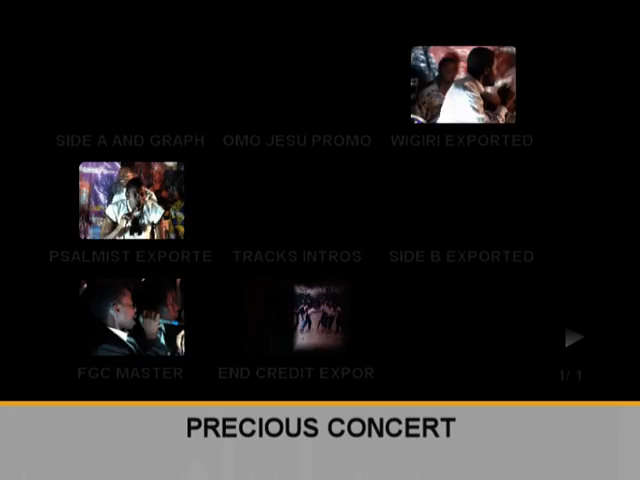 SIDE A AND GRAPH OMO JESU PROMO WIGIRI EXPORTED
PSALMIST EXPORTE TRACKS INTROS SIDE B EXPORTED
FGC MASTER END CREDIT EXPOR
1/ 1
PRECIOUS CONCERT